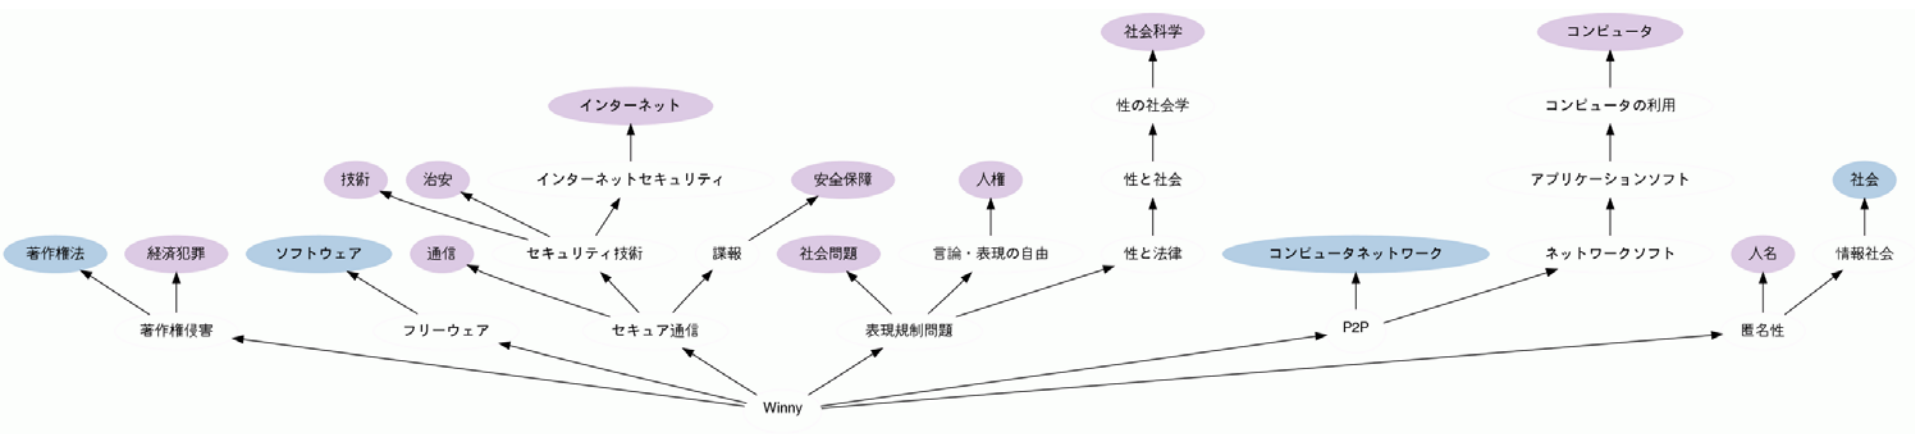 社会科学
コンピュータ
インターネット
性の社会学
コンピュータの利用
技術
治安
インターネットセキュリティ
安全保障
人権
性と社会
アプリケーションソフト
社会
著作権法
経済犯罪
ソフトウェア
通信
セキュリティ技術
諜報
社会問題
言論・表現の自由
性と法律
コンピュータネットワーク
ネットワークソフト
人名
情報社会
著作権侵害
フリーウェア
セキュア通信
表現規制問題
P2P
匿名性
Winny